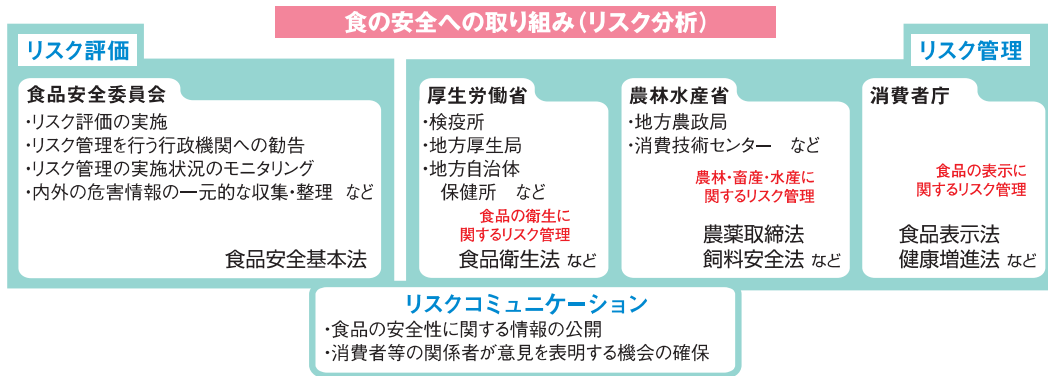 食の安全への取り組み(リスク分析)
リスク評価
食品安全委員会
・リスク評価の実施
・リスク管理を行う行政機関への勧告
・リスク管理の実施状況のモニタリング
・内外の危害情報の一元的な収集・整理 など
食品安全基本法
リスク管理
厚生労働省
・検疫所
・地方厚生局
・地方自治体
保健所 など
食品の衛生に
関するリスク管理
食品衛生法 など
農林水産省
・地方農政局
・消費技術センター など
農林・畜産・水産に
関するリスク管理
農薬取締法
飼料安全法 など
消費者庁
食品の表示に
関するリスク管理
食品表示法
健康増進法 など
リスクコミュニケーション
・食品の安全性に関する情報の公開
・消費者等の関係者が意見を表明する機会の確保